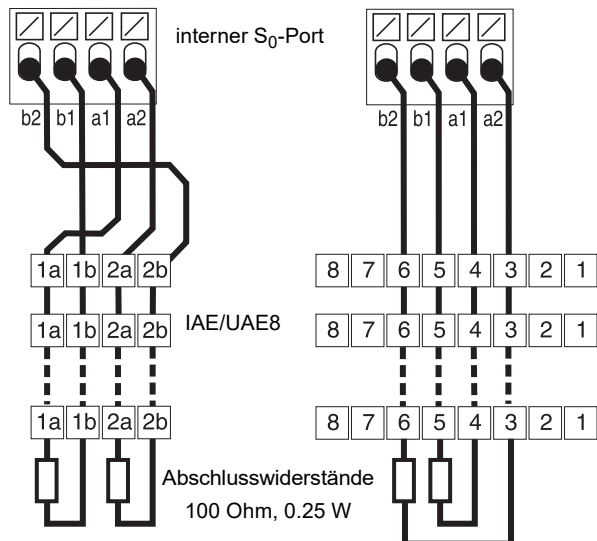 interner S₀-Port
b2 b1 a1 a2
b2 b1 a1 a2
1a 1b 2a 2b
8 7 6 5 4 3 2 1
1a 1b 2a 2b
IAE/UAE8
8 7 6 5 4 3 2 1
1a 1b 2a 2b
8 7 6 5 4 3 2 1
Abschlusswiderstände
100 Ohm, 0.25 W